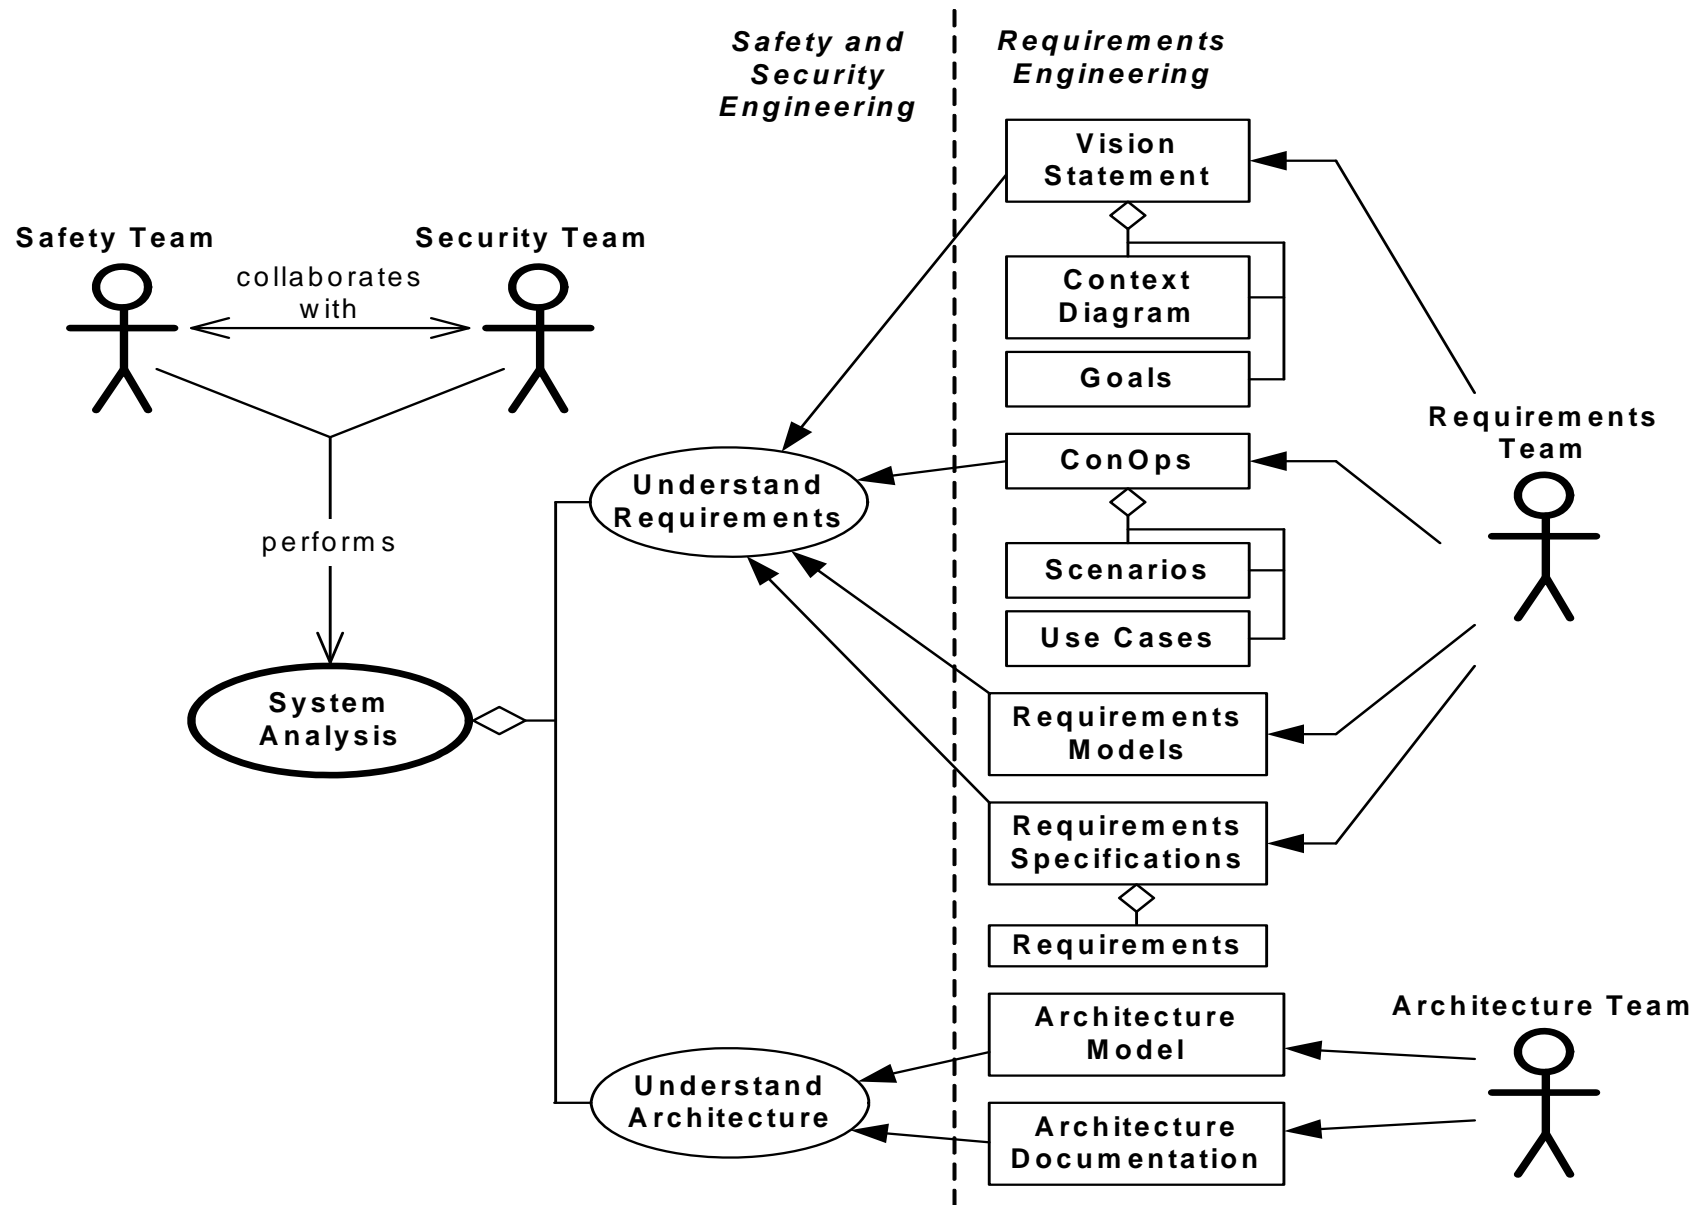 Safety and
Security
Engineering
Requirements
Engineering
Vision
Statement
Safety Team
Security Team
collaborates
with
Context
Diagram
Goals
Requirements
Team
ConOps
Understand
Requirements
performs
Scenarios
Use Cases
System
Analysis
Requirements
Models
Requirements
Specifications
Requirements
Architecture Team
Architecture
Model
Understand
Architecture
Architecture
Documentation